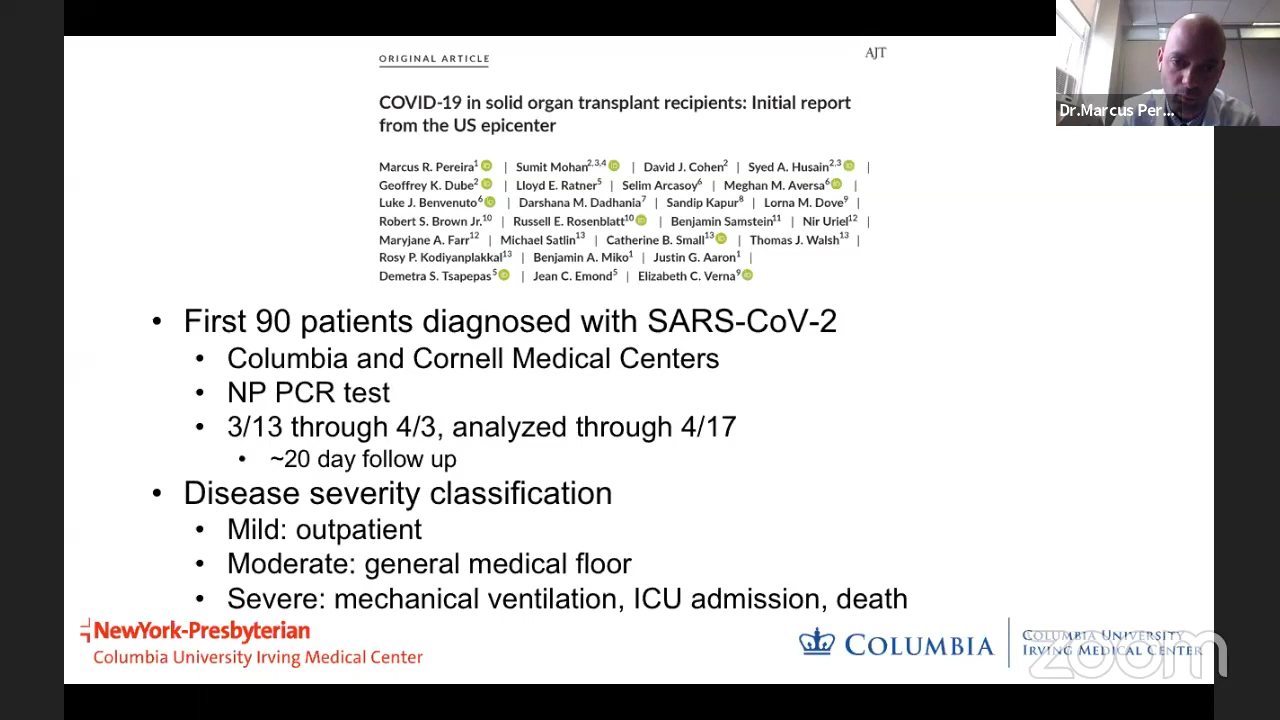 ORIGINAL ARTICLE
AJT
COVID-19 in solid organ transplant recipients: Initial report
from the US epicenter
Marcus R. Pereira1 | Sumit Mohan2,3,4 | David J. Cohen2 | Syed A. Husain2,3 |
Geoffrey K. Dube2 | Lloyd E. Ratner5 | Selim Arcasoy6 | Meghan M. Aversa6 |
Luke J. Benvenuto6 | Darshana M. Dadhania7 | Sandip Kapur8 | Lorna M. Dove9 |
Robert S. Brown Jr.10 | Russell E. Rosenblatt10 | Benjamin Samstein11 | Nir Uriel12 |
Maryjane A. Farr12 | Michael Satlin13 | Catherine B. Small13 | Thomas J. Walsh13 |
Rosy P. Kodiyanplakkal13 | Benjamin A. Miko1 | Justin G. Aaron1 |
Demetra S. Tsapepas5 | Jean C. Emond5 | Elizabeth C. Verna9
Dr.Marcus Per...
• First 90 patients diagnosed with SARS-CoV-2
• Columbia and Cornell Medical Centers
• NP PCR test
• 3/13 through 4/3, analyzed through 4/17
• ~20 day follow up
• Disease severity classification
• Mild: outpatient
• Moderate: general medical floor
• Severe: mechanical ventilation, ICU admission, death
NewYork-Presbyterian
Columbia University Irving Medical Center
COLUMBIA
COLUMBIA UNIVERSITY
IRVING MEDICAL CENTER
zoom